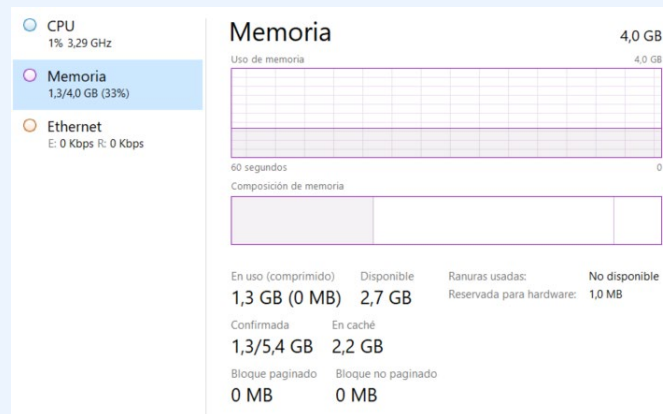 CPU
1% 3,29 GHz
Memoria
1,3/4,0 GB (33%)
Ethernet
E: 0 Kbps R: 0 Kbps
Memoria 4,0 GB
Uso de memoria 4,0 GB
60 segundos 0
Composición de memoria
En uso (comprimido) Disponible Ranuras usadas: No disponible
1,3 GB (0 MB) 2,7 GB Reservada para hardware: 1,0 MB
Confirmada En caché
1,3/5,4 GB 2,2 GB
Bloque paginado Bloque no paginado
0 MB 0 MB